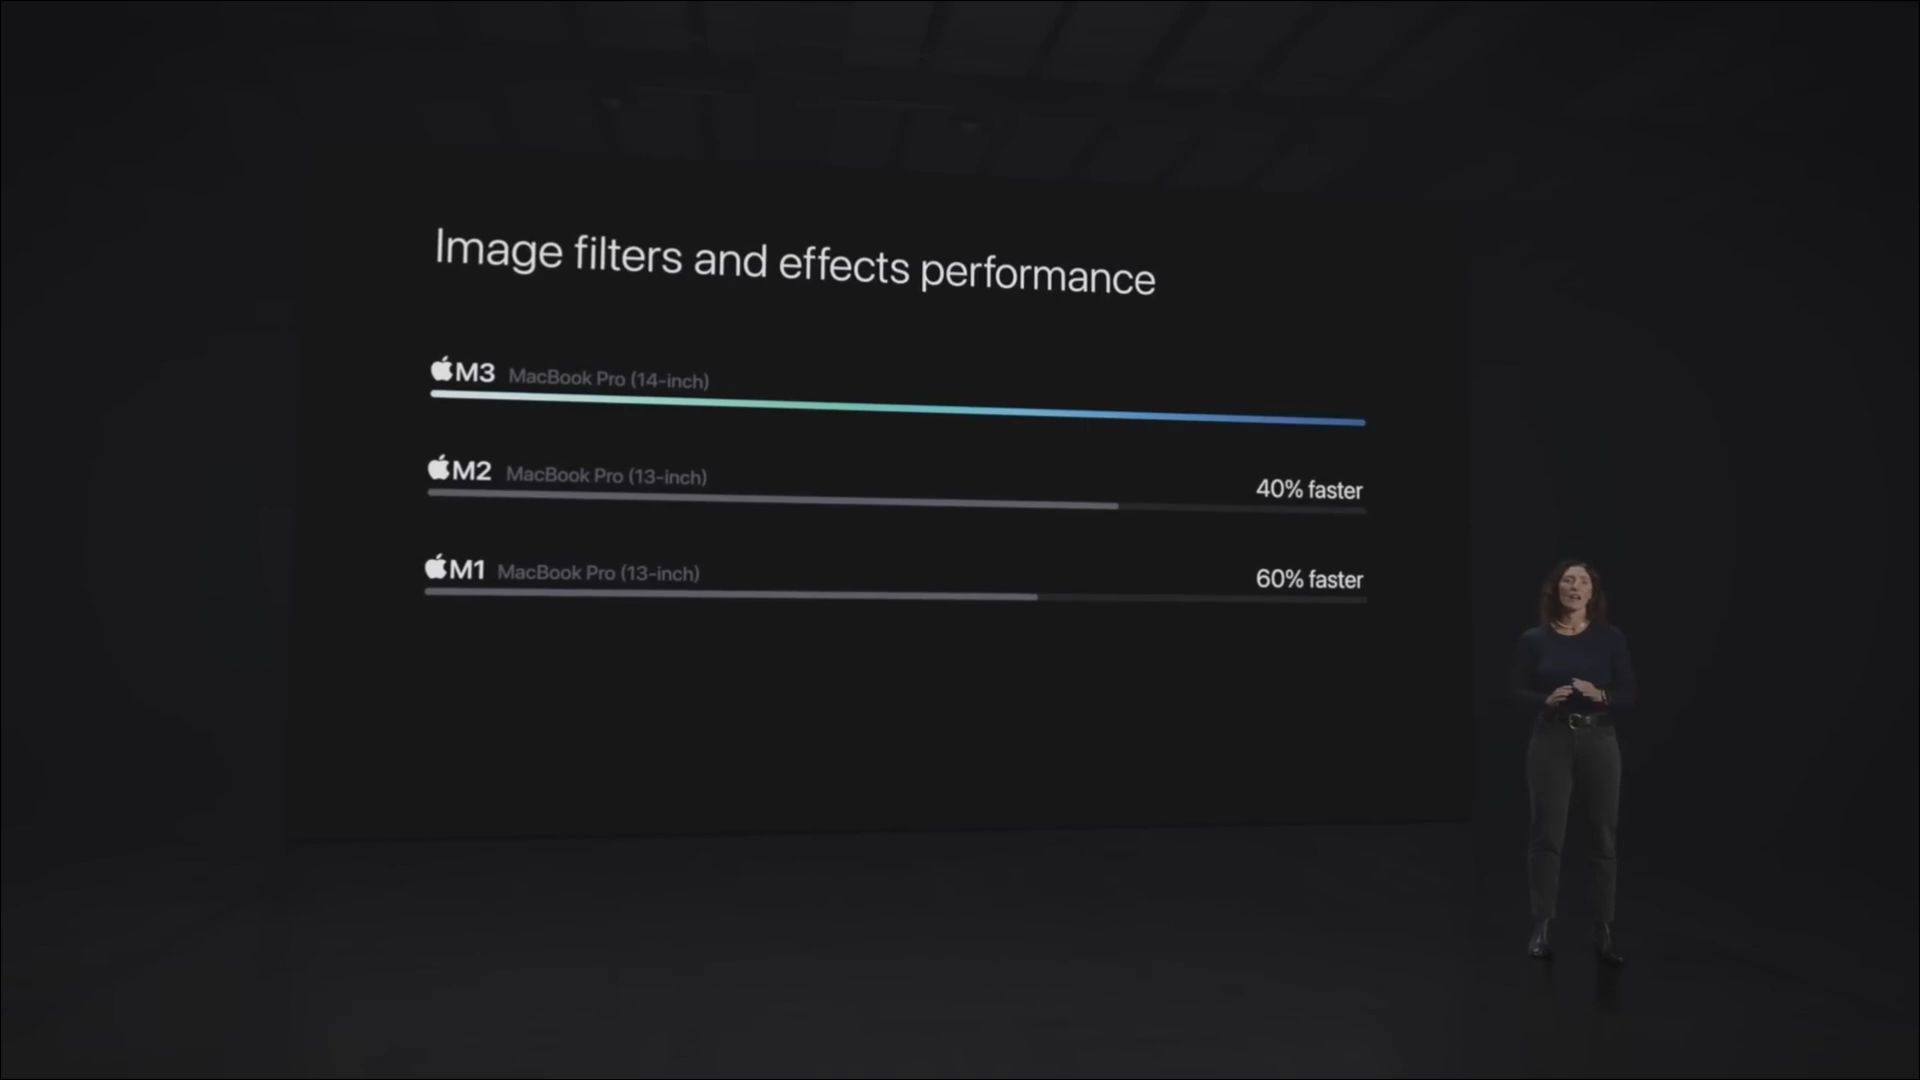 Image filters and effects performance
M3 MacBook Pro (14-inch)
M2 MacBook Pro (13-inch)
40% faster
M1 MacBook Pro (13-inch)
60% faster